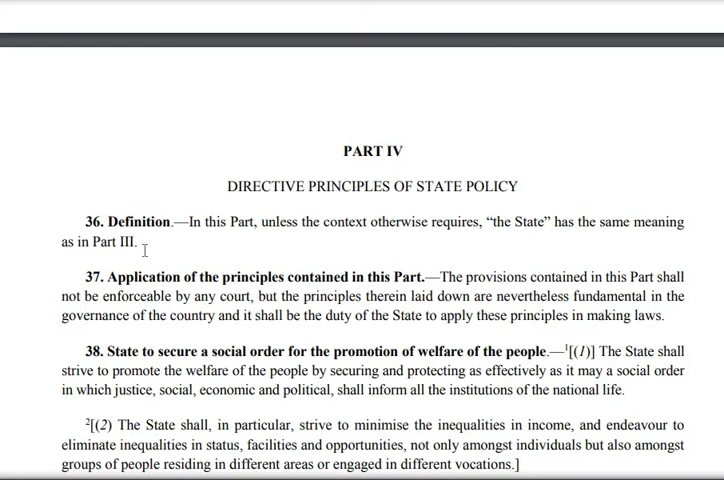 PART IV
DIRECTIVE PRINCIPLES OF STATE POLICY
36. Definition.—In this Part, unless the context otherwise requires, “the State” has the same meaning
as in Part III.
37. Application of the principles contained in this Part.—The provisions contained in this Part shall
not be enforceable by any court, but the principles therein laid down are nevertheless fundamental in the
governance of the country and it shall be the duty of the State to apply these principles in making laws.
38. State to secure a social order for the promotion of welfare of the people.—¹[(1)] The State shall
strive to promote the welfare of the people by securing and protecting as effectively as it may a social order
in which justice, social, economic and political, shall inform all the institutions of the national life.
²[(2) The State shall, in particular, strive to minimise the inequalities in income, and endeavour to
eliminate inequalities in status, facilities and opportunities, not only amongst individuals but also amongst
groups of people residing in different areas or engaged in different vocations.]